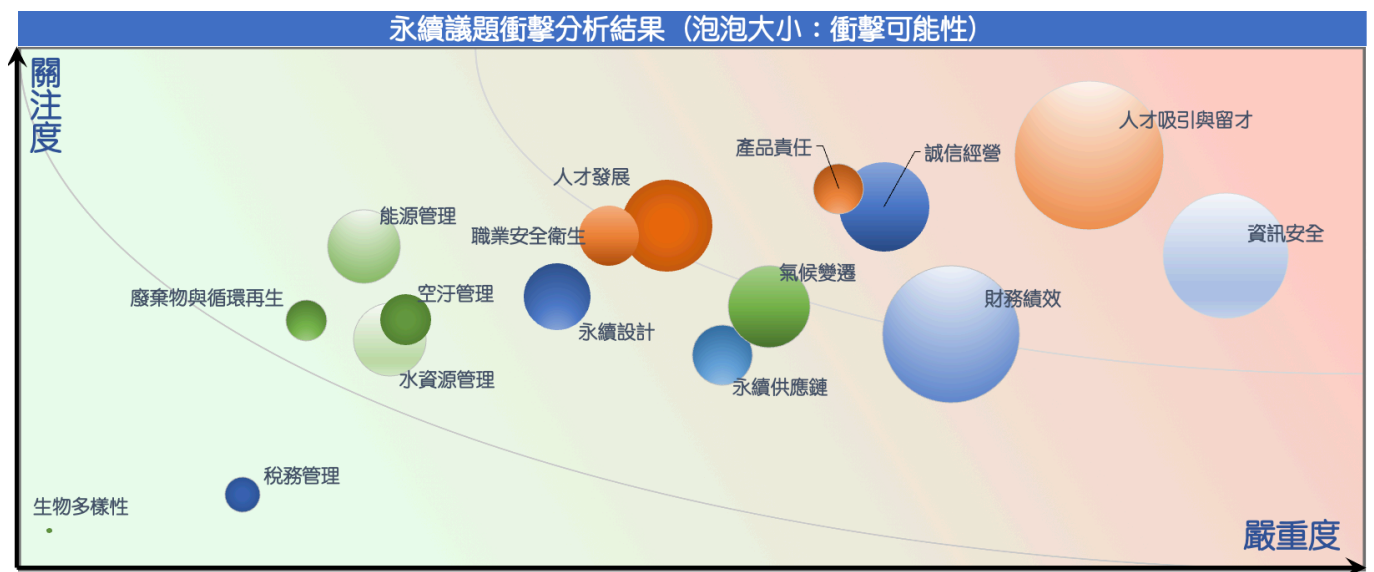 永續議題衝擊分析結果 (泡泡大小：衝擊可能性)
關注度
人才吸引與留才
產品責任
誠信經營
人才發展
能源管理
職業安全衛生
資訊安全
氣候變遷
廢棄物與循環再生
空汙管理
財務績效
永續設計
水資源管理
永續供應鏈
稅務管理
生物多樣性
嚴重度